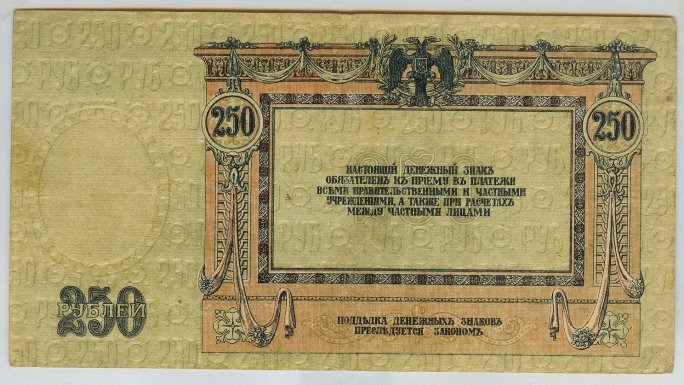 250
250
НАСТОЯЩІЙ ДЕНЕЖНЫЙ ЗНАКЪ
ОБЯЗАТЕЛЕНЪ КЪ ПРІЕМУ ВЪ ПЛАТЕЖИ
ВСѢМИ ПРАВИТЕЛЬСТВЕННЫМИ И ЧАСТНЫМИ
УЧРЕЖДЕНІЯМИ, А ТАКЖЕ ПРИ РАСЧЕТАХЪ
МЕЖДУ ЧАСТНЫМИ ЛИЦАМИ
250
РУБЛЕЙ
ПОДДѢЛКА ДЕНЕЖНЫХЪ ЗНАКОВЪ
ПРЕСЛѢДУЕТСЯ ЗАКОНОМЪ